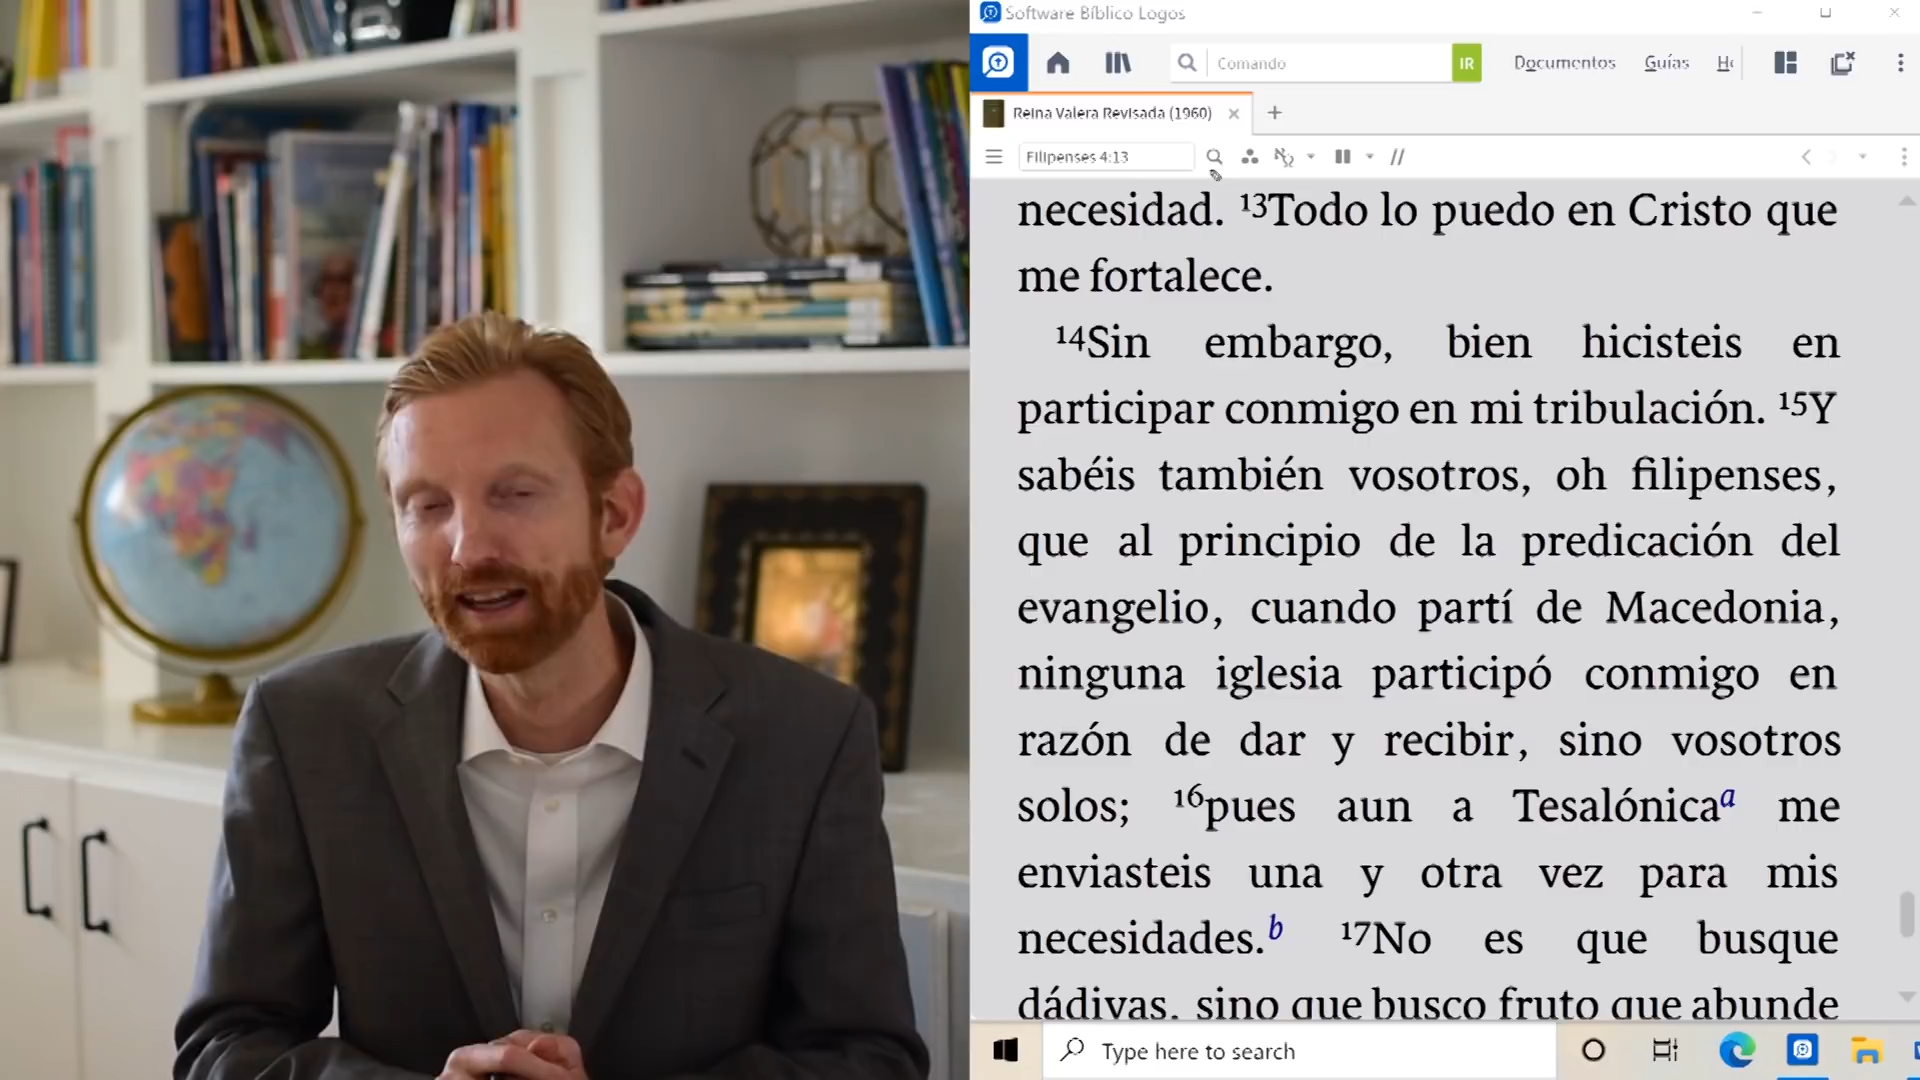 Software Bíblico Logos
Comando
IR
Documentos
Guías
Reina Valera Revisada (1960)
Filipenses 4:13
necesidad. ¹³Todo lo puedo en Cristo que
me fortalece.
¹⁴Sin embargo, bien hicisteis en
participar conmigo en mi tribulación. ¹⁵Y
sabéis también vosotros, oh filipenses,
que al principio de la predicación del
evangelio, cuando partí de Macedonia,
ninguna iglesia participó conmigo en
razón de dar y recibir, sino vosotros
solos; ¹⁶pues aun a Tesalónicaᵃ me
enviasteis una y otra vez para mis
necesidades.ᵇ ¹⁷No es que busque
dádivas, sino que busco fruto que abunde
Type here to search